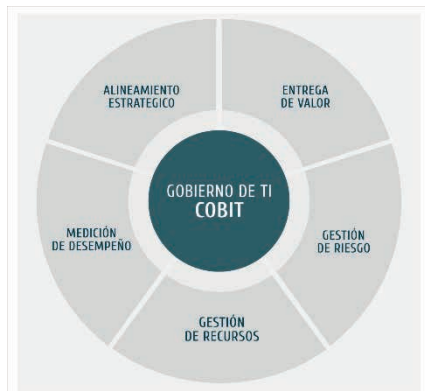 ALINEAMIENTO
ESTRATEGICO
ENTREGA
DE VALOR
GOBIERNO DE TI
COBIT
MEDICIÓN
DE DESEMPEÑO
GESTIÓN
DE RIESGO
GESTIÓN
DE RECURSOS